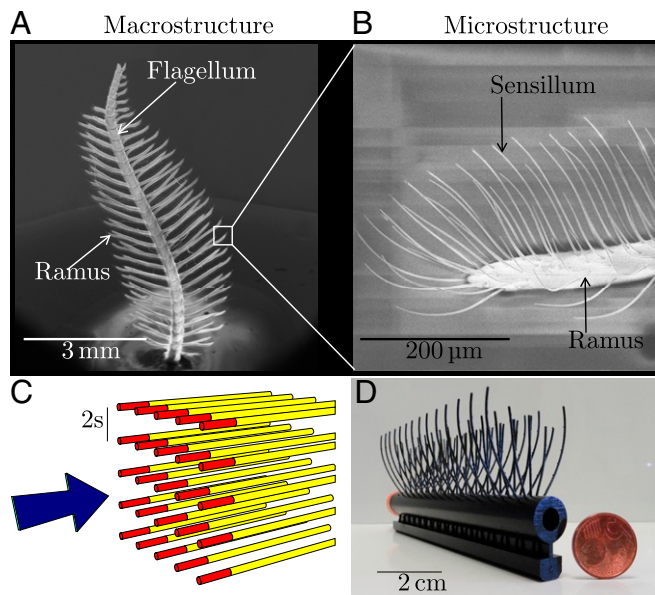 A Macrostructure
B Microstructure
Flagellum
Ramus
3 mm
Sensillum
Ramus
200 µm
C
2s
D
2 cm